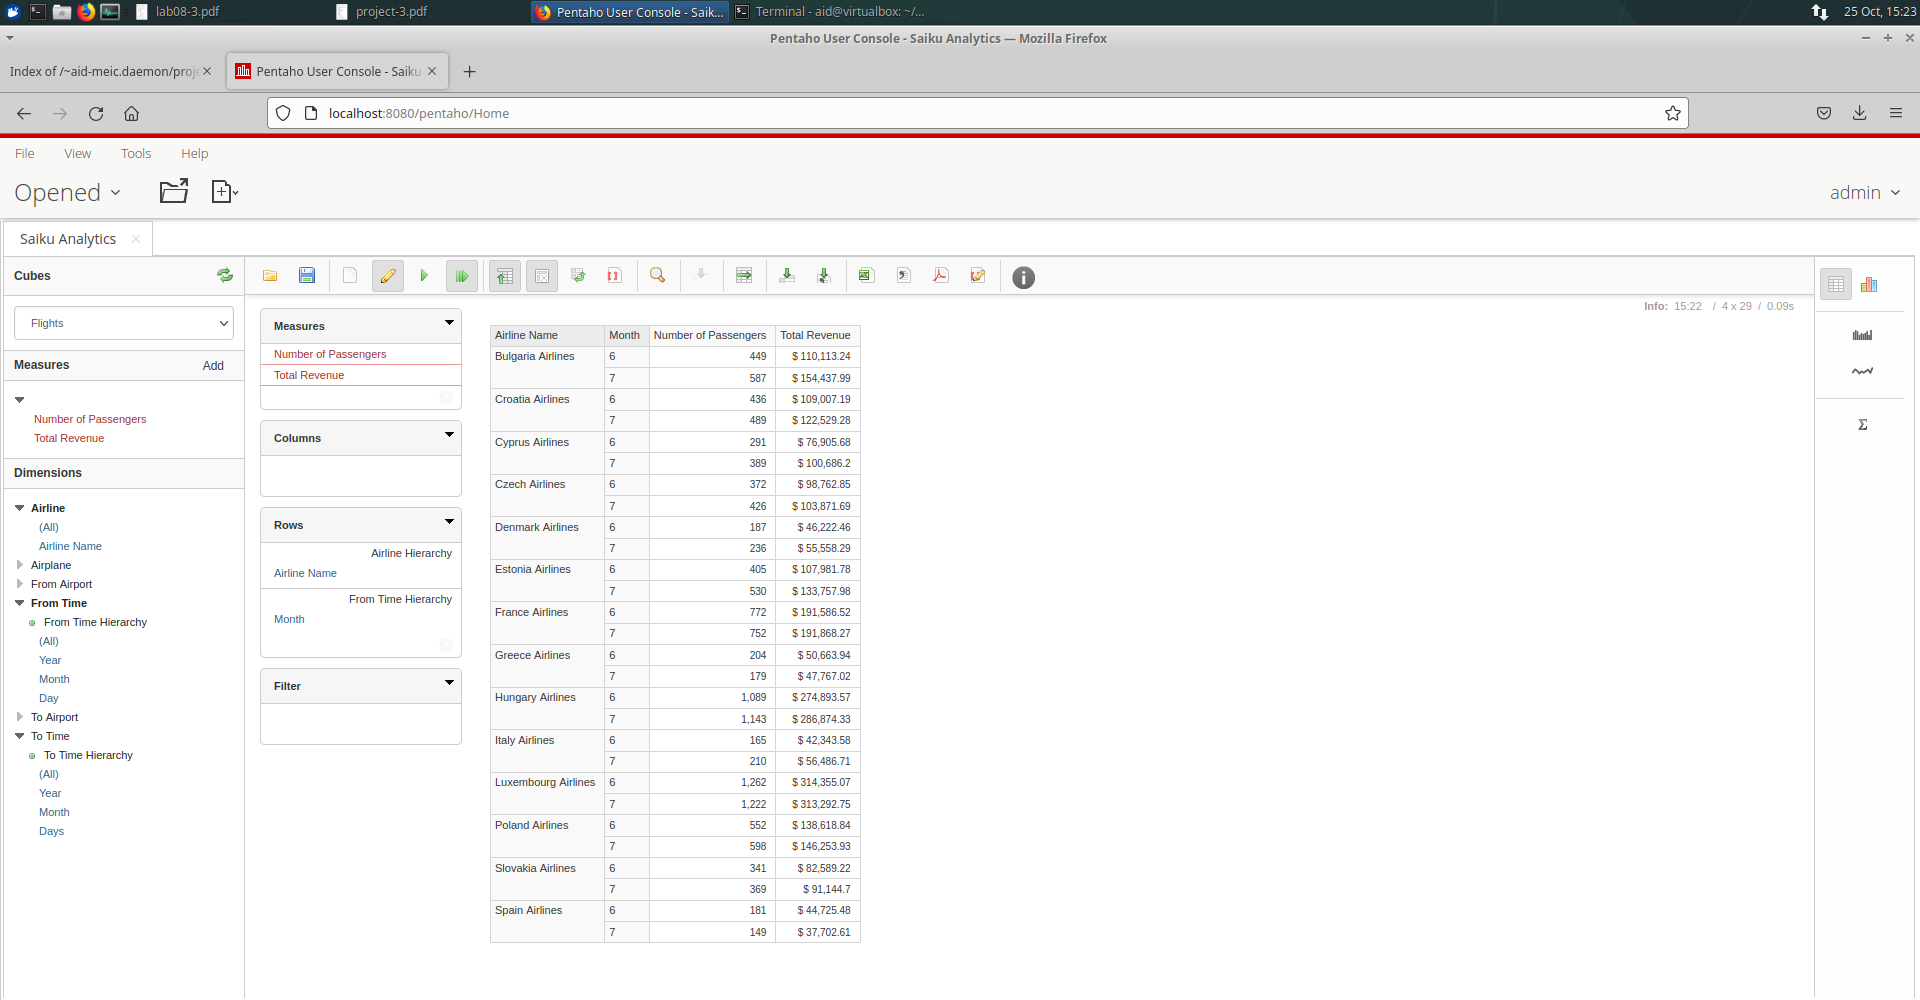 lab08-3.pdf project-3.pdf Pentaho User Console - Saik... Terminal - aid@virtualbox: ~/... 25 Oct, 15:23
Pentaho User Console - Saiku Analytics — Mozilla Firefox
Index of /~aid-meic.daemon/proje Pentaho User Console - Saiku
localhost:8080/pentaho/Home
File View Tools Help
Opened admin
Saiku Analytics
Cubes
Flights
Measures Add
Number of Passengers
Total Revenue
Dimensions
Airline
(All)
Airline Name
Airplane
From Airport
From Time
From Time Hierarchy
(All)
Year
Month
Day
To Airport
To Time
To Time Hierarchy
(All)
Year
Month
Days
Measures
Number of Passengers
Total Revenue
Columns
Rows
Airline Hierarchy
Airline Name
From Time Hierarchy
Month
Filter
Info: 15:22 / 4 x 29 / 0.09s
Airline Name Month Number of Passengers Total Revenue
Bulgaria Airlines 6 449 $ 110,113.24
7 587 $ 154,437.99
Croatia Airlines 6 436 $ 109,007.19
7 489 $ 122,529.28
Cyprus Airlines 6 291 $ 76,905.68
7 389 $ 100,686.2
Czech Airlines 6 372 $ 98,762.85
7 426 $ 103,871.69
Denmark Airlines 6 187 $ 46,222.46
7 236 $ 55,558.29
Estonia Airlines 6 405 $ 107,981.78
7 530 $ 133,757.98
France Airlines 6 772 $ 191,586.52
7 752 $ 191,868.27
Greece Airlines 6 204 $ 50,663.94
7 179 $ 47,767.02
Hungary Airlines 6 1,089 $ 274,893.57
7 1,143 $ 286,874.33
Italy Airlines 6 165 $ 42,343.58
7 210 $ 56,486.71
Luxembourg Airlines 6 1,262 $ 314,355.07
7 1,222 $ 313,292.75
Poland Airlines 6 552 $ 138,618.84
7 598 $ 146,253.93
Slovakia Airlines 6 341 $ 82,589.22
7 369 $ 91,144.7
Spain Airlines 6 181 $ 44,725.48
7 149 $ 37,702.61
Σ